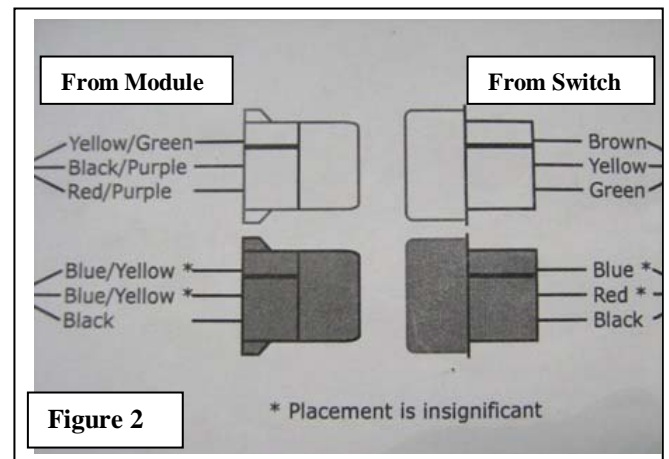 From Module
From Switch
Yellow/Green
Black/Purple
Red/Purple
Brown
Yellow
Green
Blue/Yellow *
Blue/Yellow *
Black
Blue *
Red *
Black
* Placement is insignificant
Figure 2